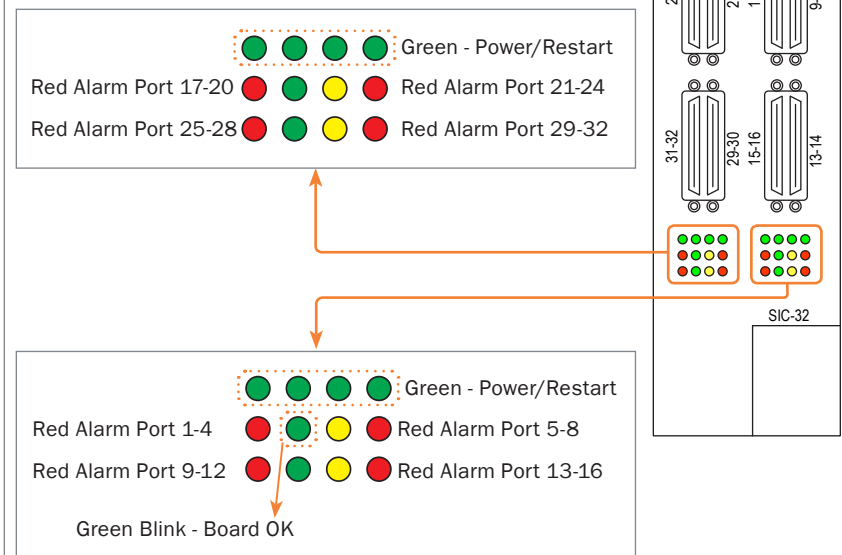 Green - Power/Restart
Red Alarm Port 17-20
Red Alarm Port 21-24
Red Alarm Port 25-28
Red Alarm Port 29-32
31-32
29-30
15-16
13-14
SIC-32
Green - Power/Restart
Red Alarm Port 1-4
Red Alarm Port 5-8
Red Alarm Port 9-12
Red Alarm Port 13-16
Green Blink - Board OK